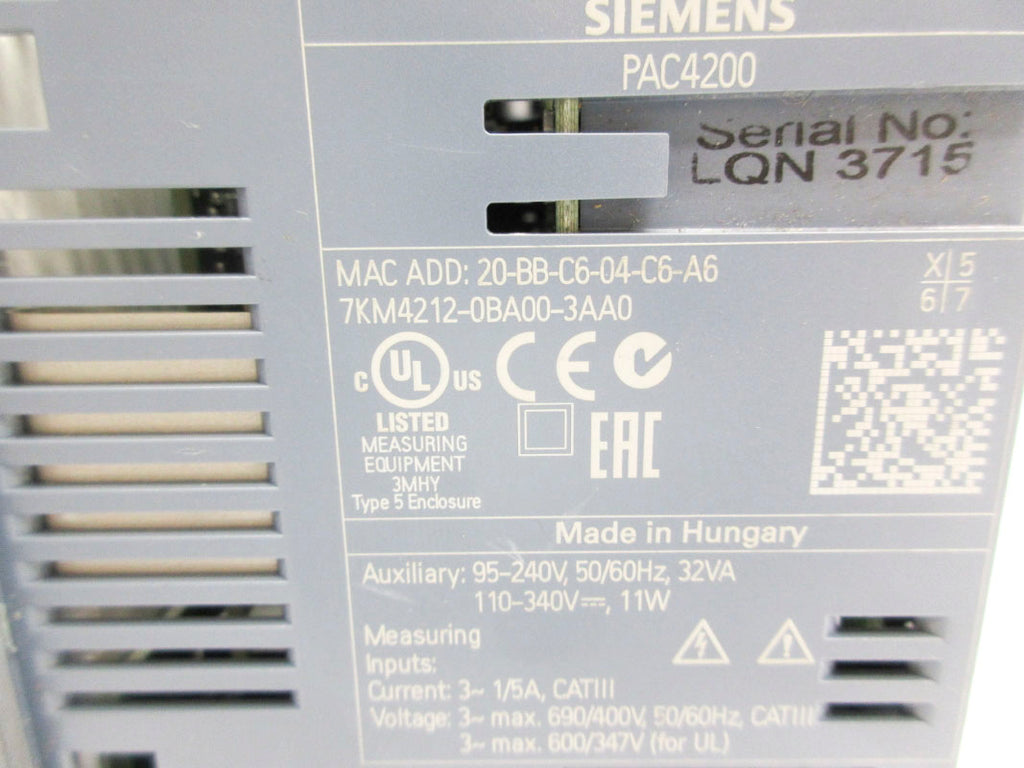 SIEMENS
PAC4200
Serial No:
LQN 3715
MAC ADD: 20-BB-C6-04-C6-A6
7KM4212-0BA00-3AA0
X 5
6 7
C UL US
LISTED
MEASURING
EQUIPMENT
3MHY
Type 5 Enclosure
CE
EAC
Made in Hungary
Auxiliary: 95-240V, 50/60Hz, 32VA
110-340V⎓, 11W
Measuring
Inputs:
Current: 3~ 1/5A, CATIII
Voltage: 3~ max. 690/400V, 50/60Hz, CATIII
3~ max. 600/347V (for UL)